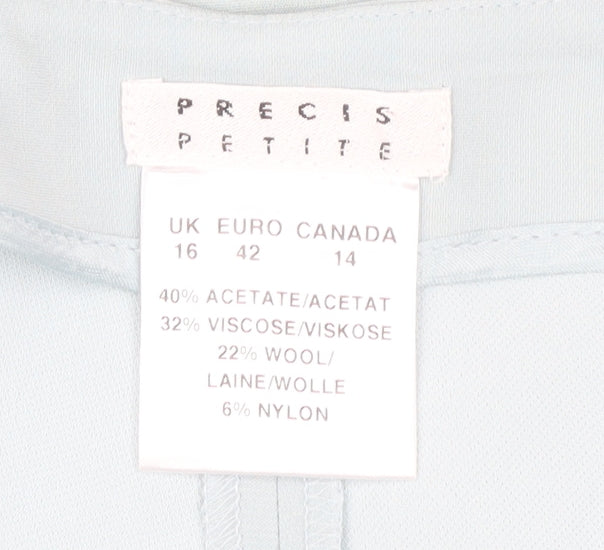 PRECIS
PETITE
UK EURO CANADA
16 42 14
40% ACETATE/ACETAT
32% VISCOSE/VISKOSE
22% WOOL/
LAINE/WOLLE
6% NYLON